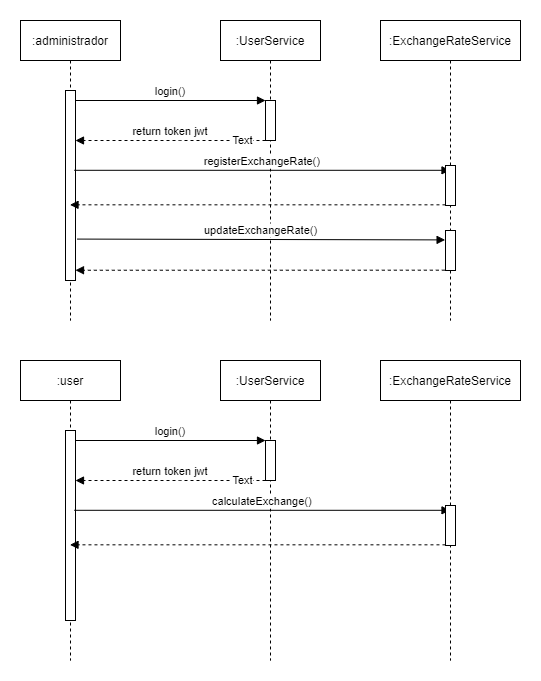 :administrador
:UserService
:ExchangeRateService
login()
return token jwt
Text
registerExchangeRate()
updateExchangeRate()
:user
:UserService
:ExchangeRateService
login()
return token jwt
Text
calculateExchange()